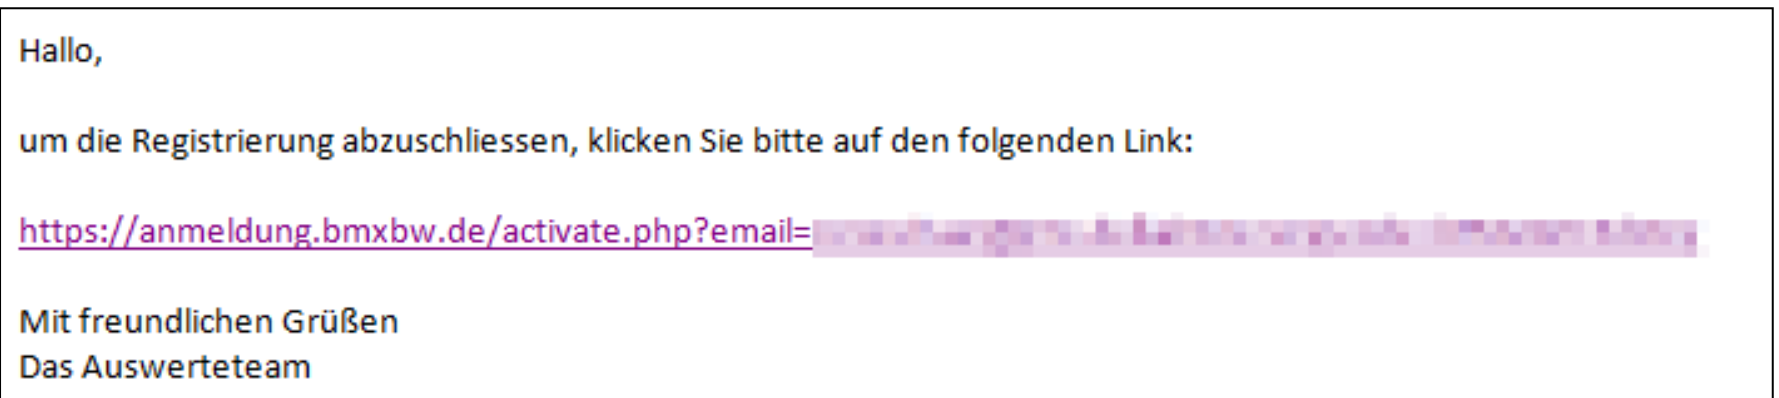 Hallo,
um die Registrierung abzuschliessen, klicken Sie bitte auf den folgenden Link:
https://anmeldung.bmxbw.de/activate.php?email=
Mit freundlichen Grüßen
Das Auswerteteam